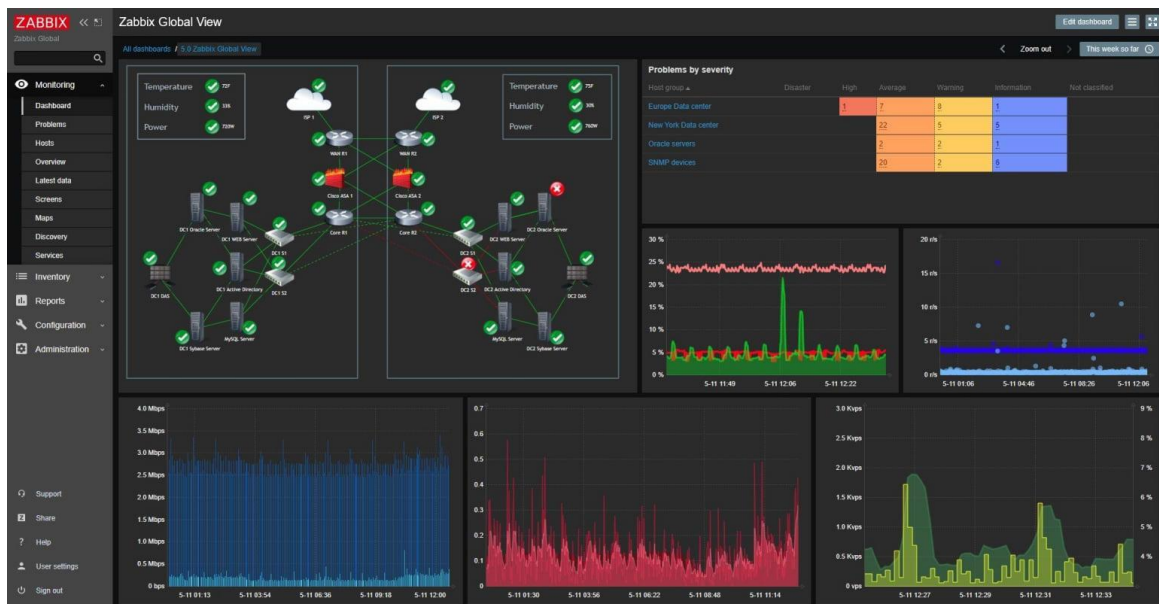 ZABBIX
Zabbix Global View
Edit dashboard
Zabbix Global
All dashboards / 5.0 Zabbix Global View
Zoom out
This week so far
Monitoring
Dashboard
Problems
Hosts
Overview
Latest data
Screens
Maps
Discovery
Services
Inventory
Reports
Configuration
Administration
Support
Share
Help
User settings
Sign out
Temperature 72F
Humidity 33%
Power 723W
ISP 1
ISP 2
Temperature 75F
Humidity
Power 762W
WAN R1
WAN R2
Cisco ASA 1
Cisco ASA 2
Core R1
Core R2
DC1 Oracle Server
DC1 WEB Server
DC1 S1
DC2 S1
DC2 WEB Server
DC2 Oracle Server
DC1 DAS
DC1 Active Directory
DC1 S2
DC2 S2
DC2 Active Directory
DC2 DAS
MySQL Server
MySQL Server
DC1 Sybase Server
DC2 Sybase Server
Problems by severity
Host group Disaster High Average Warning Information Not classified
Europe Data center 1 7 8 1
New York Data center 22 5 5
Oracle servers 2 2 1
SNMP devices 20 2 6
30 %
25 %
20 %
15 %
10 %
5 %
0 %
5-11 11:49 5-11 12:06 5-11 12:22
20 r/s
15 r/s
10 r/s
5 r/s
0 r/s
5-11 01:06 5-11 04:46 5-11 08:26 5-11 12:06
4.0 Mbps
3.5 Mbps
3.0 Mbps
2.5 Mbps
2.0 Mbps
1.5 Mbps
1.0 Mbps
0.5 Mbps
0 bps
5-11 01:13 5-11 03:54 5-11 06:36 5-11 09:18 5-11 12:00
0.7
0.6
0.5
0.4
0.3
0.2
0.1
0
5-11 01:30 5-11 03:56 5-11 06:22 5-11 08:48 5-11 11:14
3.0 Kvps 9 %
2.5 Kvps 8 %
2.0 Kvps 7 %
1.5 Kvps 6 %
1.0 Kvps 5 %
0.5 Kvps 4 %
0 vps
5-11 12:27 5-11 12:29 5-11 12:31 5-11 12:33